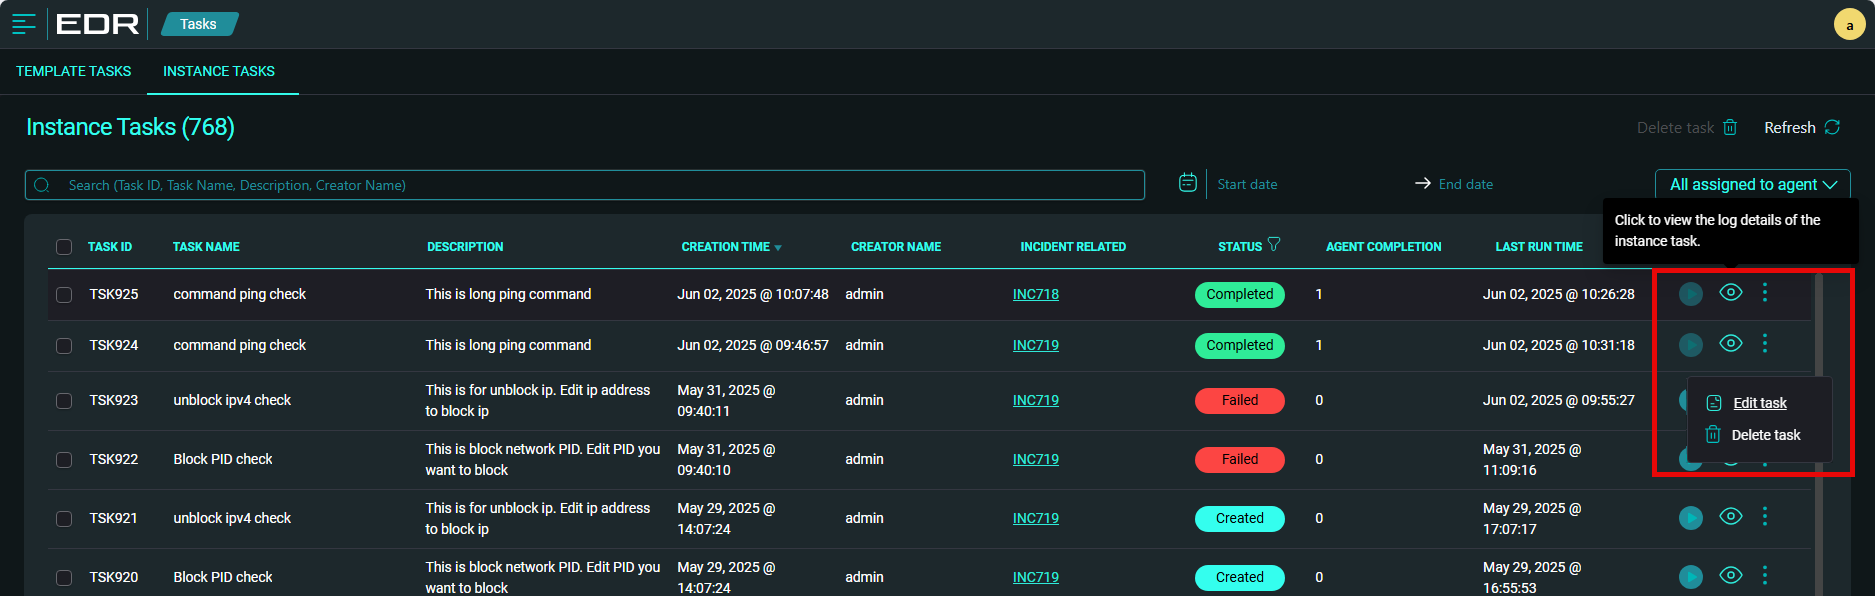 EDR
Tasks
a
TEMPLATE TASKS
INSTANCE TASKS
Instance Tasks (768)
Delete task
Refresh
Search (Task ID, Task Name, Description, Creator Name)
Start date
End date
All assigned to agent
Click to view the log details of the
instance task.
TASK ID TASK NAME DESCRIPTION CREATION TIME CREATOR NAME INCIDENT RELATED STATUS AGENT COMPLETION LAST RUN TIME
TSK925 command ping check This is long ping command Jun 02, 2025 @ 10:07:48 admin INC718 Completed 1 Jun 02, 2025 @ 10:26:28
TSK924 command ping check This is long ping command Jun 02, 2025 @ 09:46:57 admin INC719 Completed 1 Jun 02, 2025 @ 10:31:18
This is for unblock ip. Edit ip address May 31, 2025 @
TSK923 unblock ipv4 check admin INC719 Failed 0 Jun 02, 2025 @ 09:55:27
to block ip 09:40:11
Edit task
Delete task
This is block network PID. Edit PID you May 31, 2025 @ May 31, 2025 @
TSK922 Block PID check admin INC719 Failed 0
want to block 09:40:10 11:09:16
This is for unblock ip. Edit ip address May 29, 2025 @ May 29, 2025 @
TSK921 unblock ipv4 check admin INC719 Created 0
to block ip 14:07:24 17:07:17
This is block network PID. Edit PID you May 29, 2025 @ May 29, 2025 @
TSK920 Block PID check admin INC719 Created 0
want to block 14:07:24 16:55:53